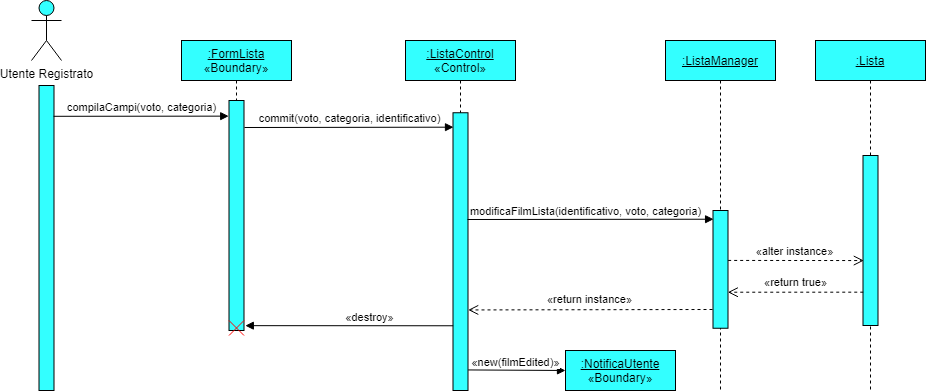 :FormLista
«Boundary»
:ListaControl
«Control»
:ListaManager
:Lista
Utente Registrato
compilaCampi(voto, categoria)
commit(voto, categoria, identificativo)
modificaFilmLista(identificativo, voto, categoria)
«alter instance»
«return true»
«return instance»
«destroy»
«new(filmEdited)»
:NotificaUtente
«Boundary»